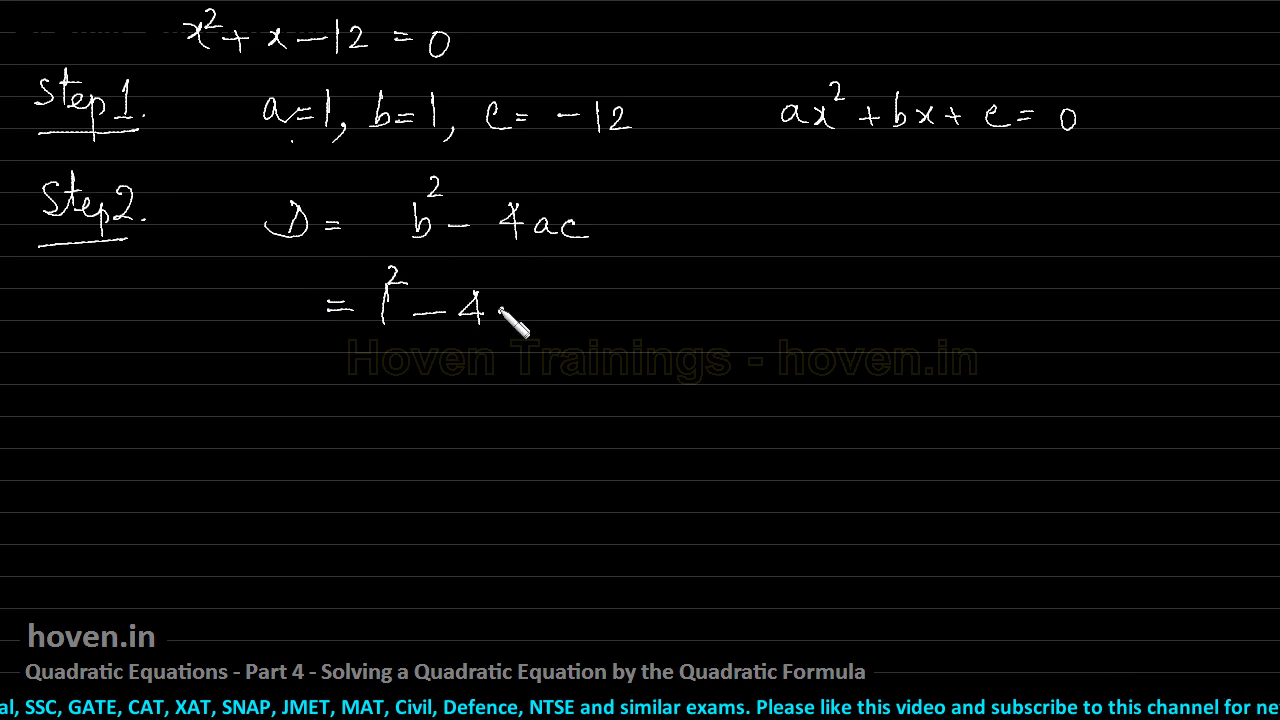 x² + x - 12 = 0
Step 1. a = 1, b = 1, c = -12 ax² + bx + c = 0
Step 2. D = b² - 4ac
= 1² - 4
Hoven Trainings - hoven.in
hoven.in
Quadratic Equations - Part 4 - Solving a Quadratic Equation by the Quadratic Formula
al, SSC, GATE, CAT, XAT, SNAP, JMET, MAT, Civil, Defence, NTSE and similar exams. Please like this video and subscribe to this channel for ne